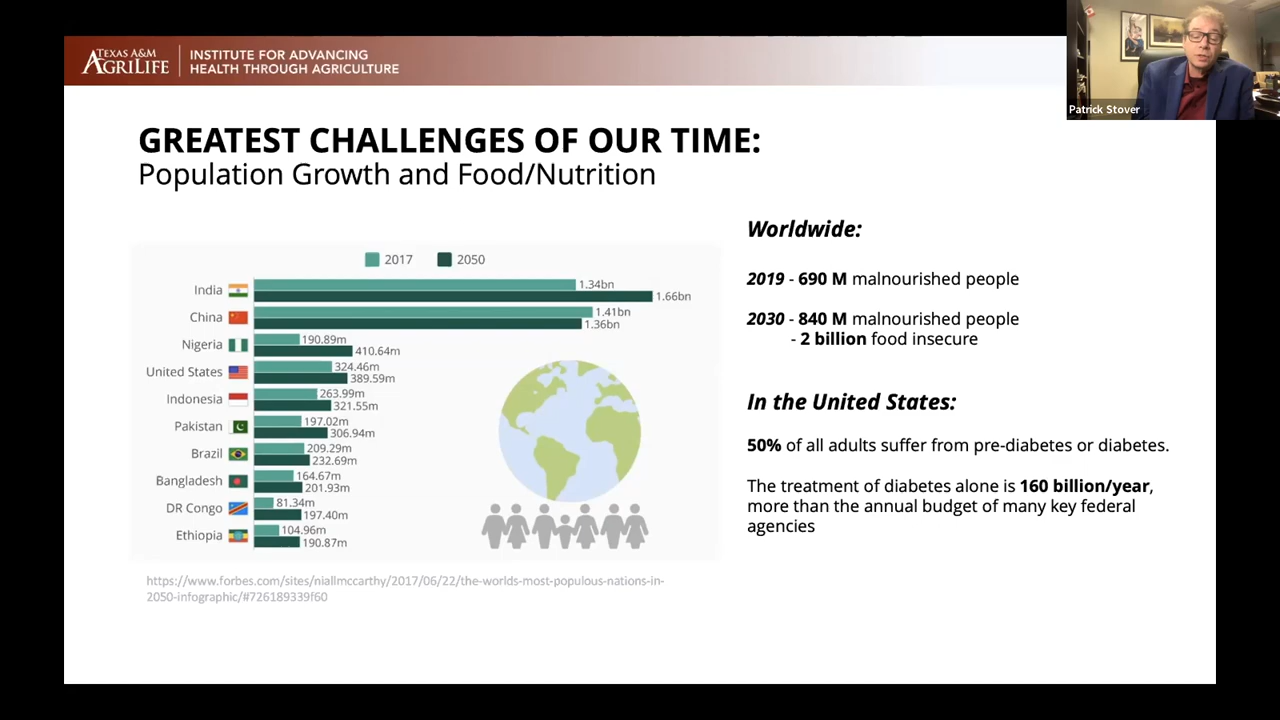 TEXAS A&M
AGRILIFE
INSTITUTE FOR ADVANCING
HEALTH THROUGH AGRICULTURE
Patrick Stover
GREATEST CHALLENGES OF OUR TIME:
Population Growth and Food/Nutrition
2017 2050
India 1.34bn
1.66bn
China 1.41bn
1.36bn
Nigeria 190.89m
410.64m
United States 324.46m
389.59m
Indonesia 263.99m
321.55m
Pakistan 197.02m
306.94m
Brazil 209.29m
232.69m
Bangladesh 164.67m
201.93m
DR Congo 81.34m
197.40m
Ethiopia 104.96m
190.87m
https://www.forbes.com/sites/niallmccarthy/2017/06/22/the-worlds-most-populous-nations-in-
2050-infographic/#726189339f60
Worldwide:
2019 - 690 M malnourished people
2030 - 840 M malnourished people
- 2 billion food insecure
In the United States:
50% of all adults suffer from pre-diabetes or diabetes.
The treatment of diabetes alone is 160 billion/year,
more than the annual budget of many key federal
agencies